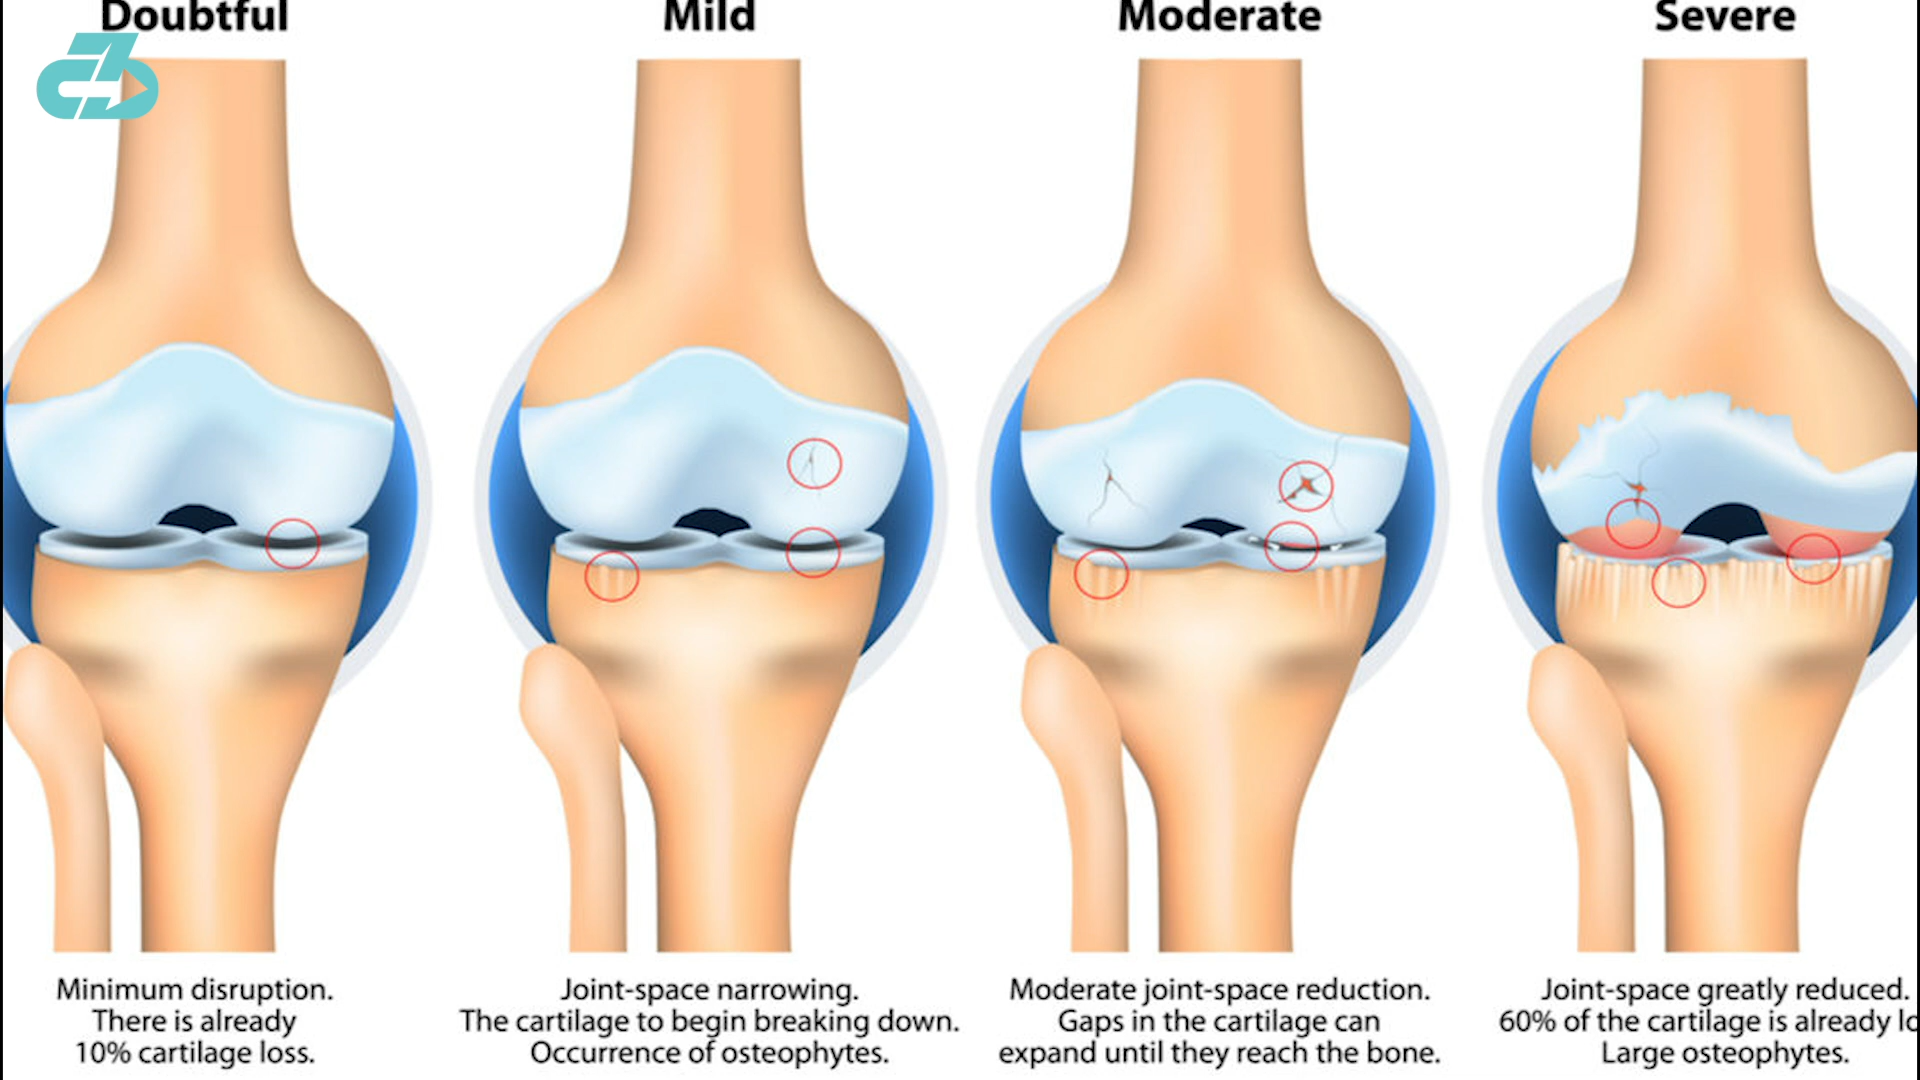 Doubtful
Mild
Moderate
Severe
Minimum disruption.
There is already
10% cartilage loss.
Joint-space narrowing.
The cartilage to begin breaking down.
Occurrence of osteophytes.
Moderate joint-space reduction.
Gaps in the cartilage can
expand until they reach the bone.
Joint-space greatly reduced.
60% of the cartilage is already
Large osteophytes.